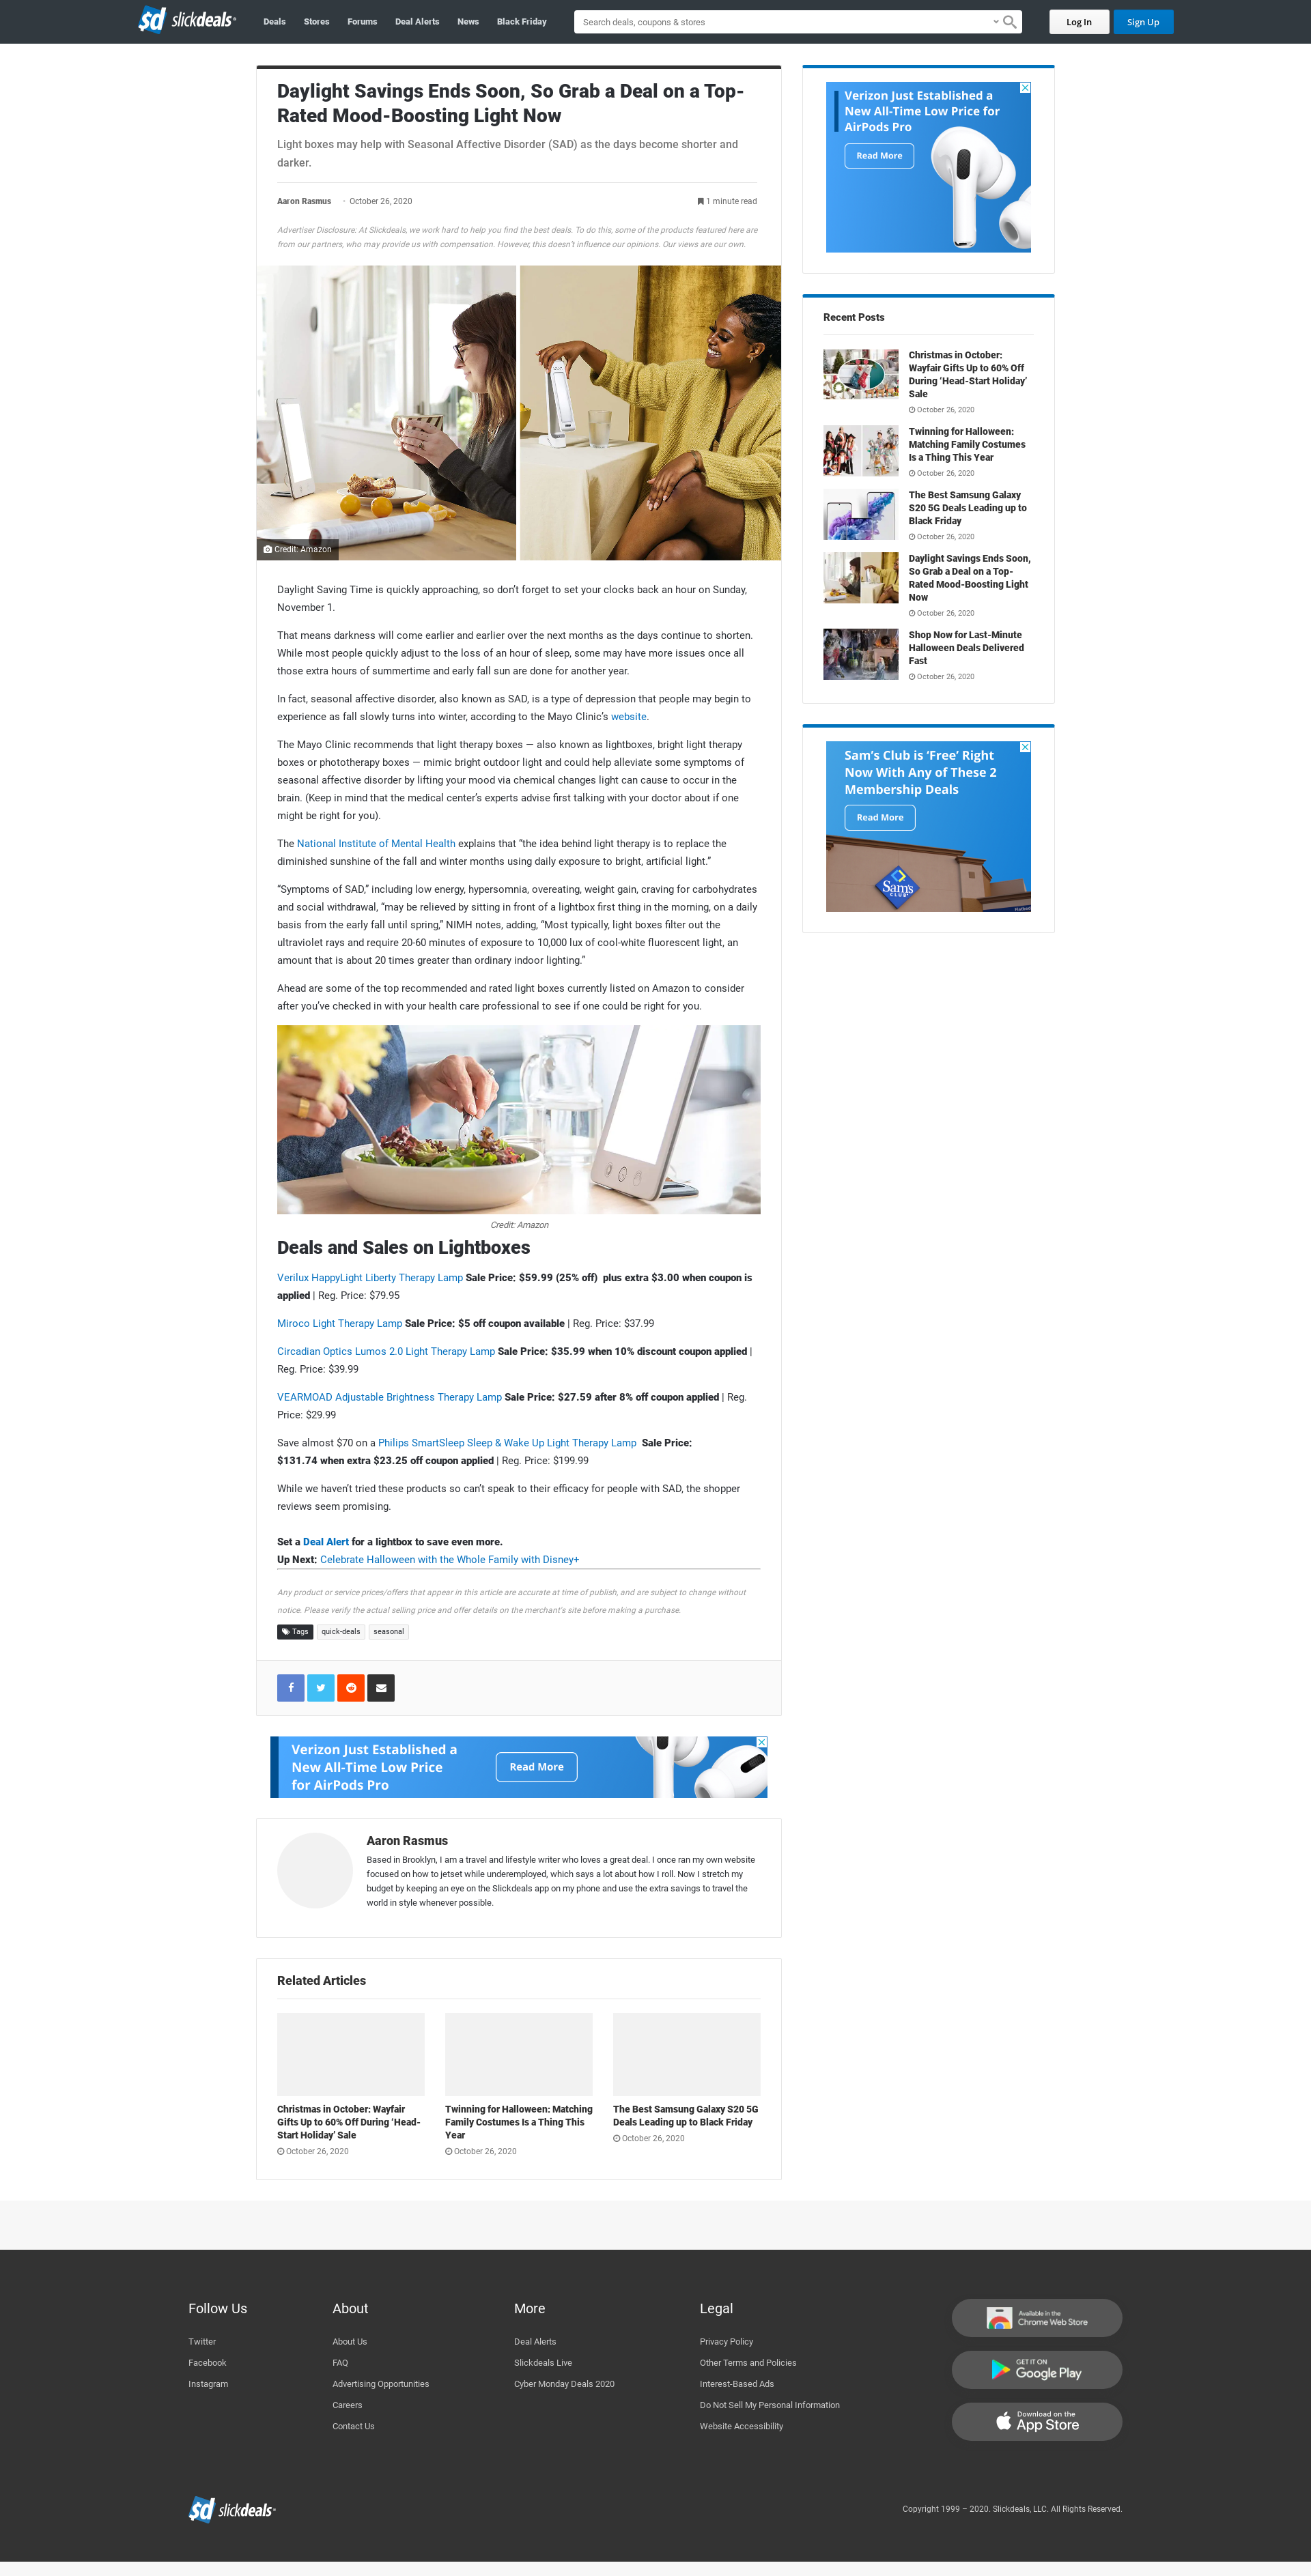 sd slickdeals
Deals Stores Forums Deal Alerts News Black Friday
Search deals, coupons & stores
Log In Sign Up
Daylight Savings Ends Soon, So Grab a Deal on a Top-
Rated Mood-Boosting Light Now
Light boxes may help with Seasonal Affective Disorder (SAD) as the days become shorter and
darker.
Aaron Rasmus · October 26, 2020 1 minute read
Advertiser Disclosure: At Slickdeals, we work hard to help you find the best deals. To do this, some of the products featured here are
from our partners, who may provide us with compensation. However, this doesn't influence our opinions. Our views are our own.
Credit: Amazon
Daylight Saving Time is quickly approaching, so don’t forget to set your clocks back an hour on Sunday,
November 1.
That means darkness will come earlier and earlier over the next months as the days continue to shorten.
While most people quickly adjust to the loss of an hour of sleep, some may have more issues once all
those extra hours of summertime and early fall sun are done for another year.
In fact, seasonal affective disorder, also known as SAD, is a type of depression that people may begin to
experience as fall slowly turns into winter, according to the Mayo Clinic’s website.
The Mayo Clinic recommends that light therapy boxes — also known as lightboxes, bright light therapy
boxes or phototherapy boxes — mimic bright outdoor light and could help alleviate some symptoms of
seasonal affective disorder by lifting your mood via chemical changes light can cause to occur in the
brain. (Keep in mind that the medical center’s experts advise first talking with your doctor about if one
might be right for you).
The National Institute of Mental Health explains that “the idea behind light therapy is to replace the
diminished sunshine of the fall and winter months using daily exposure to bright, artificial light.”
“Symptoms of SAD,” including low energy, hypersomnia, overeating, weight gain, craving for carbohydrates
and social withdrawal, “may be relieved by sitting in front of a lightbox first thing in the morning, on a daily
basis from the early fall until spring,” NIMH notes, adding, “Most typically, light boxes filter out the
ultraviolet rays and require 20-60 minutes of exposure to 10,000 lux of cool-white fluorescent light, an
amount that is about 20 times greater than ordinary indoor lighting.”
Ahead are some of the top recommended and rated light boxes currently listed on Amazon to consider
after you’ve checked in with your health care professional to see if one could be right for you.
Credit: Amazon
Deals and Sales on Lightboxes
Verilux HappyLight Liberty Therapy Lamp Sale Price: $59.99 (25% off) plus extra $3.00 when coupon is
applied | Reg. Price: $79.95
Miroco Light Therapy Lamp Sale Price: $5 off coupon available | Reg. Price: $37.99
Circadian Optics Lumos 2.0 Light Therapy Lamp Sale Price: $35.99 when 10% discount coupon applied |
Reg. Price: $39.99
VEARMOAD Adjustable Brightness Therapy Lamp Sale Price: $27.59 after 8% off coupon applied | Reg.
Price: $29.99
Save almost $70 on a Philips SmartSleep Sleep & Wake Up Light Therapy Lamp Sale Price:
$131.74 when extra $23.25 off coupon applied | Reg. Price: $199.99
While we haven’t tried these products so can’t speak to their efficacy for people with SAD, the shopper
reviews seem promising.
Set a Deal Alert for a lightbox to save even more.
Up Next: Celebrate Halloween with the Whole Family with Disney+
Any product or service prices/offers that appear in this article are accurate at time of publish, and are subject to change without
notice. Please verify the actual selling price and offer details on the merchant's site before making a purchase.
Tags quick-deals seasonal
Verizon Just Established a
New All-Time Low Price
for AirPods Pro
Read More
Aaron Rasmus
Based in Brooklyn, I am a travel and lifestyle writer who loves a great deal. I once ran my own website
focused on how to jetset while underemployed, which says a lot about how I roll. Now I stretch my
budget by keeping an eye on the Slickdeals app on my phone and use the extra savings to travel the
world in style whenever possible.
Related Articles
Christmas in October: Wayfair
Gifts Up to 60% Off During ‘Head-
Start Holiday’ Sale
October 26, 2020
Twinning for Halloween: Matching
Family Costumes Is a Thing This
Year
October 26, 2020
The Best Samsung Galaxy S20 5G
Deals Leading up to Black Friday
October 26, 2020
Verizon Just Established a
New All-Time Low Price for
AirPods Pro
Read More
Recent Posts
Christmas in October:
Wayfair Gifts Up to 60% Off
During ‘Head-Start Holiday’
Sale
October 26, 2020
Twinning for Halloween:
Matching Family Costumes
Is a Thing This Year
October 26, 2020
The Best Samsung Galaxy
S20 5G Deals Leading up to
Black Friday
October 26, 2020
Daylight Savings Ends Soon,
So Grab a Deal on a Top-
Rated Mood-Boosting Light
Now
October 26, 2020
Shop Now for Last-Minute
Halloween Deals Delivered
Fast
October 26, 2020
Sam’s Club is ‘Free’ Right
Now With Any of These 2
Membership Deals
Read More
Sam's
CLUB
Follow Us
Twitter
Facebook
Instagram
About
About Us
FAQ
Advertising Opportunities
Careers
Contact Us
More
Deal Alerts
Slickdeals Live
Cyber Monday Deals 2020
Legal
Privacy Policy
Other Terms and Policies
Interest-Based Ads
Do Not Sell My Personal Information
Website Accessibility
Available in the
Chrome Web Store
GET IT ON
Google Play
Download on the
App Store
sd slickdeals
Copyright 1999 – 2020. Slickdeals, LLC. All Rights Reserved.